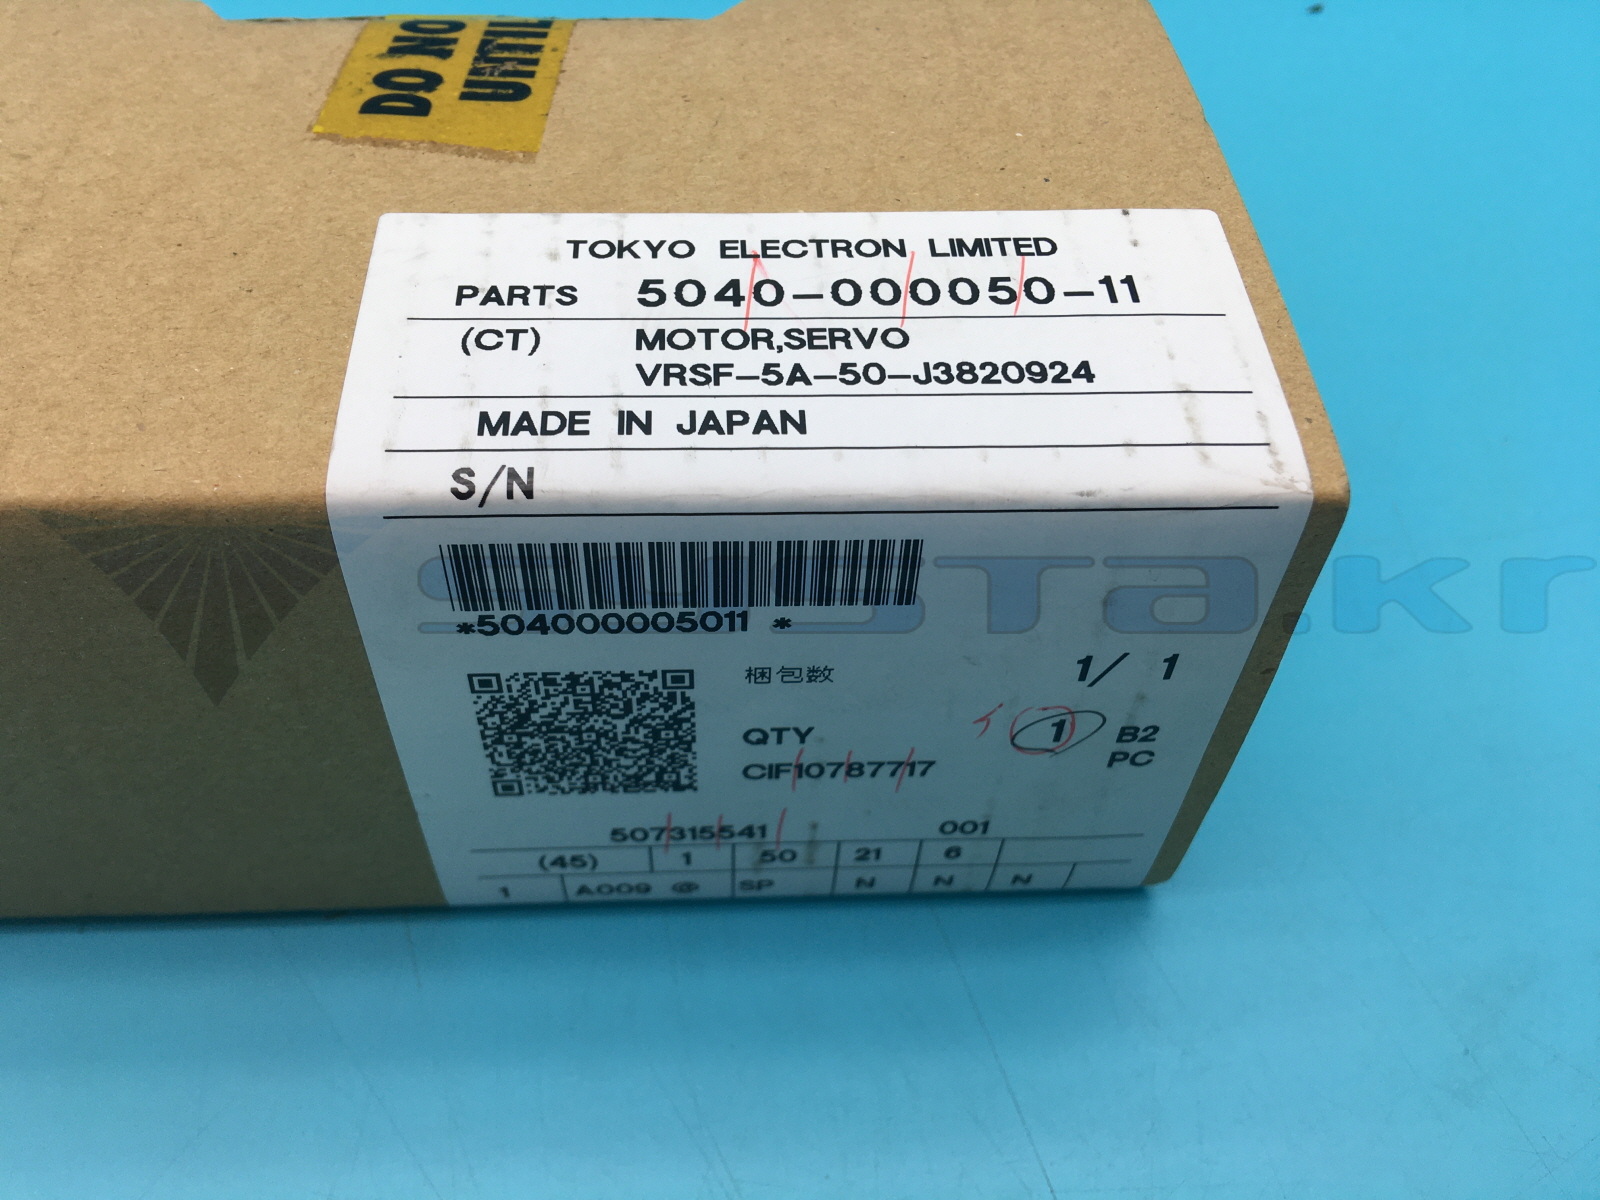 DO NO
UNTIL
TOKYO ELECTRON LIMITED
PARTS 5040-000050-11
(CT) MOTOR,SERVO
VRSF-5A-50-J3820924
MADE IN JAPAN
S/N
*504000005011 *
梱包数 1/ 1
QTY 1 B2
CIF10787717 PC
507315541 001
(45) 1 50 21 6
1 A009 @ SP N N N
SYSTA.kr